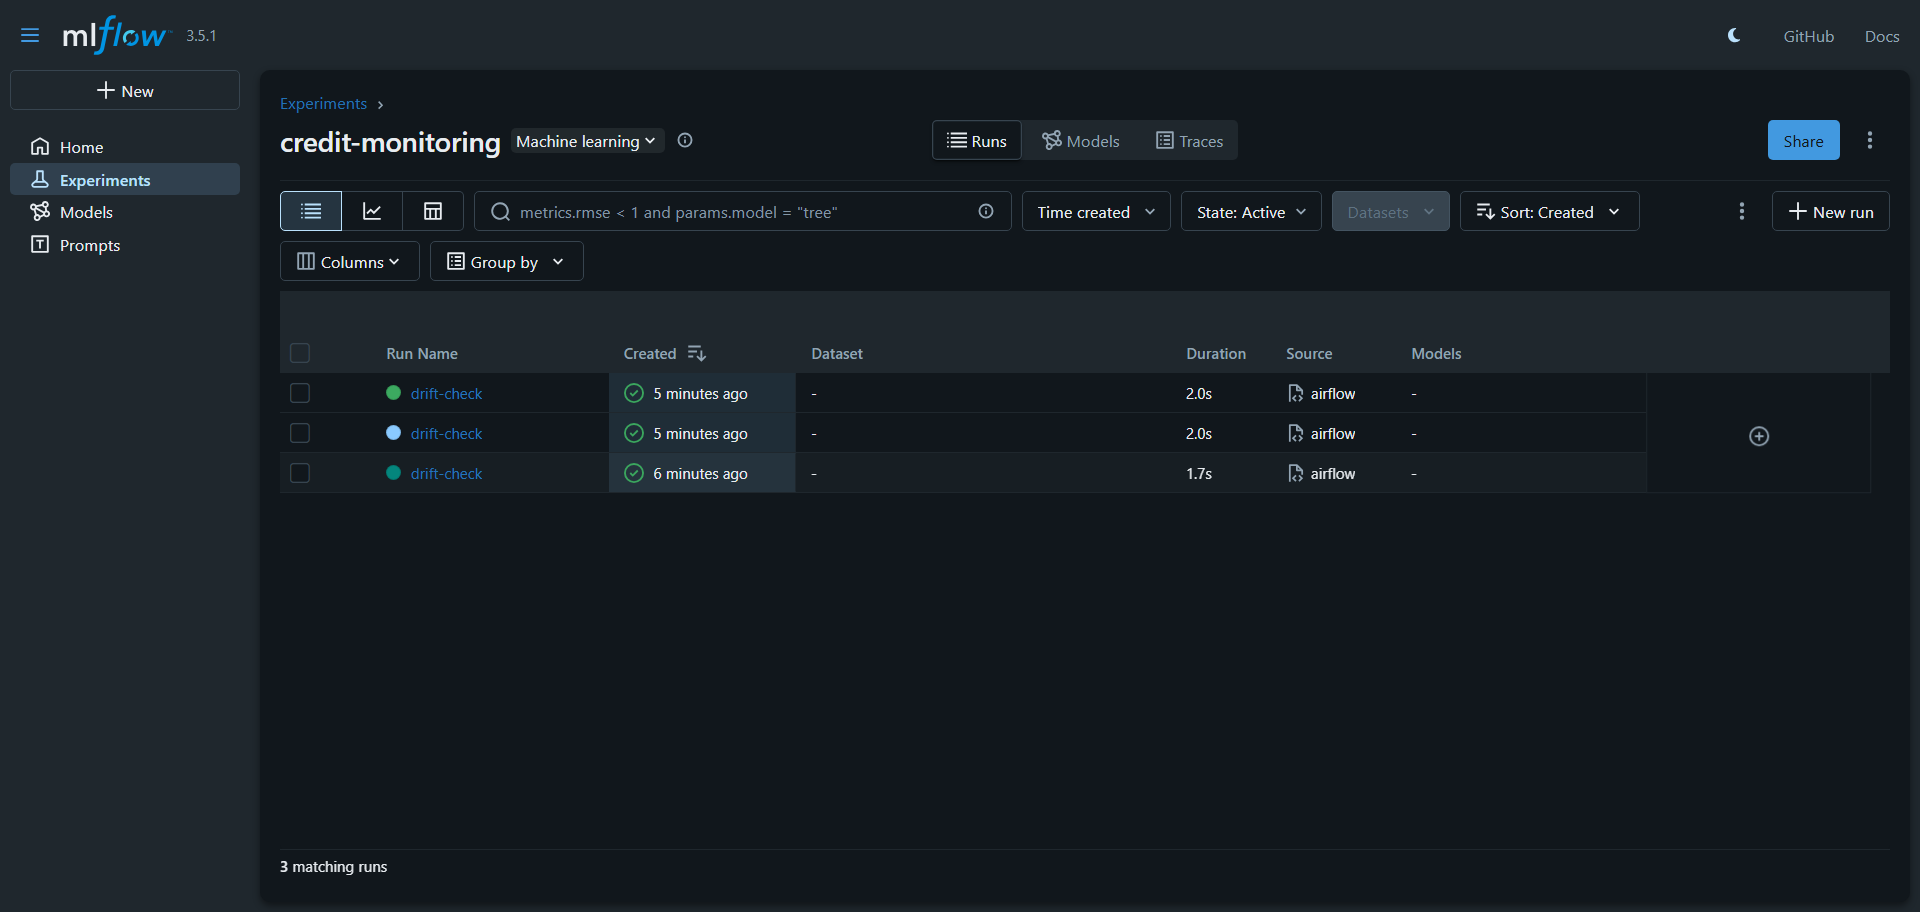 mlflow™ 3.5.1
GitHub Docs
New
Home
Experiments
Models
Prompts
Experiments ›
credit-monitoring Machine learning
Runs Models Traces
Share
metrics.rmse < 1 and params.model = "tree"
Time created State: Active Datasets Sort: Created
New run
Columns Group by
Run Name Created Dataset Duration Source Models
drift-check 5 minutes ago - 2.0s airflow -
drift-check 5 minutes ago - 2.0s airflow -
drift-check 6 minutes ago - 1.7s airflow -
3 matching runs